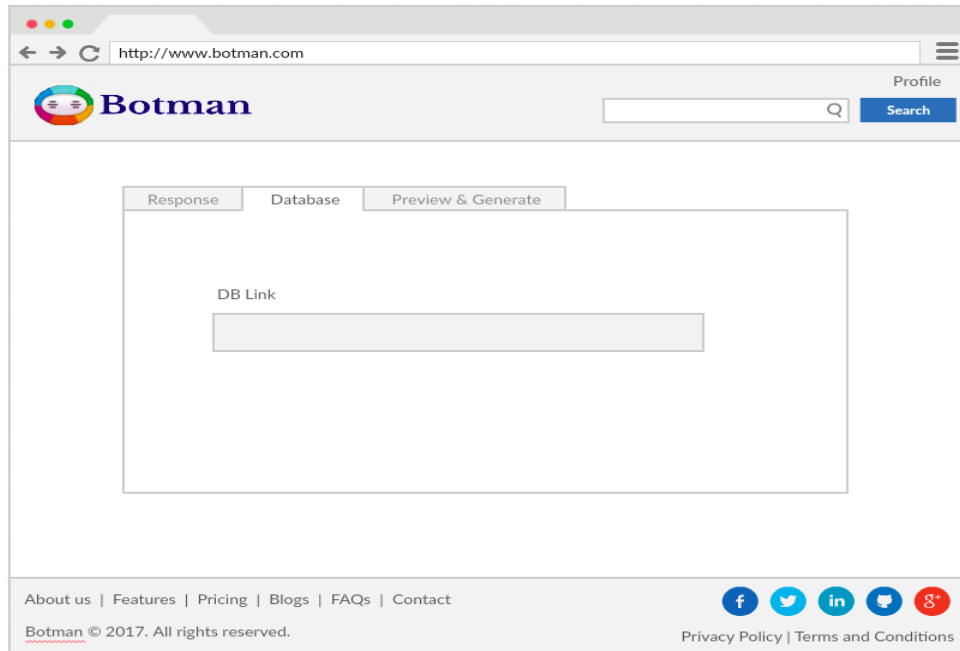 http://www.botman.com
Profile
Botman
Search
Response Database Preview & Generate
DB Link
About us | Features | Pricing | Blogs | FAQs | Contact
f in g+
Botman © 2017. All rights reserved.
Privacy Policy | Terms and Conditions